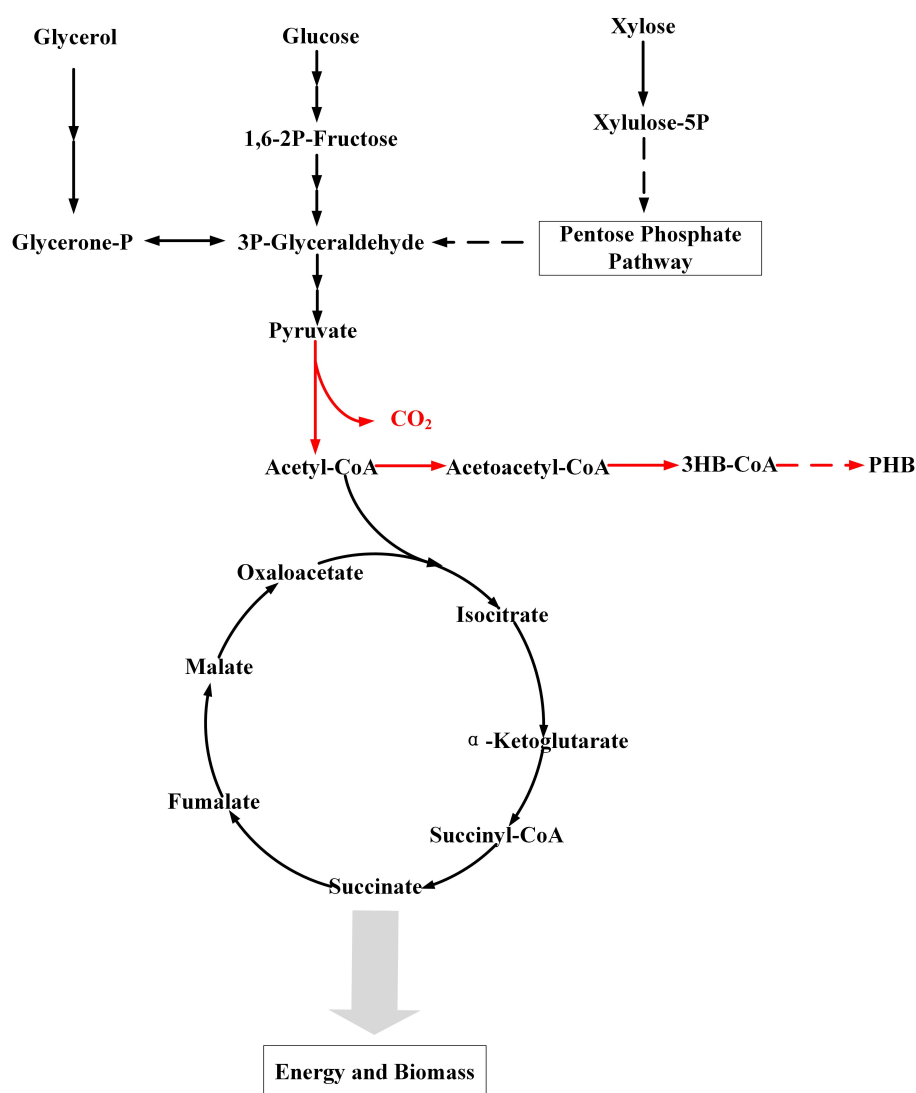 Glycerol
Glucose
Xylose
1,6-2P-Fructose
Xylulose-5P
Glycerone-P
3P-Glyceraldehyde
Pentose Phosphate
Pathway
Pyruvate
CO₂
Acetyl-CoA
Acetoacetyl-CoA
3HB-CoA
PHB
Oxaloacetate
Isocitrate
Malate
α-Ketoglutarate
Fumalate
Succinyl-CoA
Succinate
Energy and Biomass